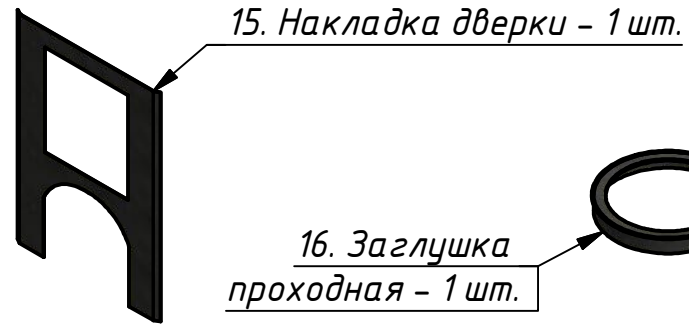 15. Накладка дверки - 1 шт.
16. Заглушка
проходная - 1 шт.